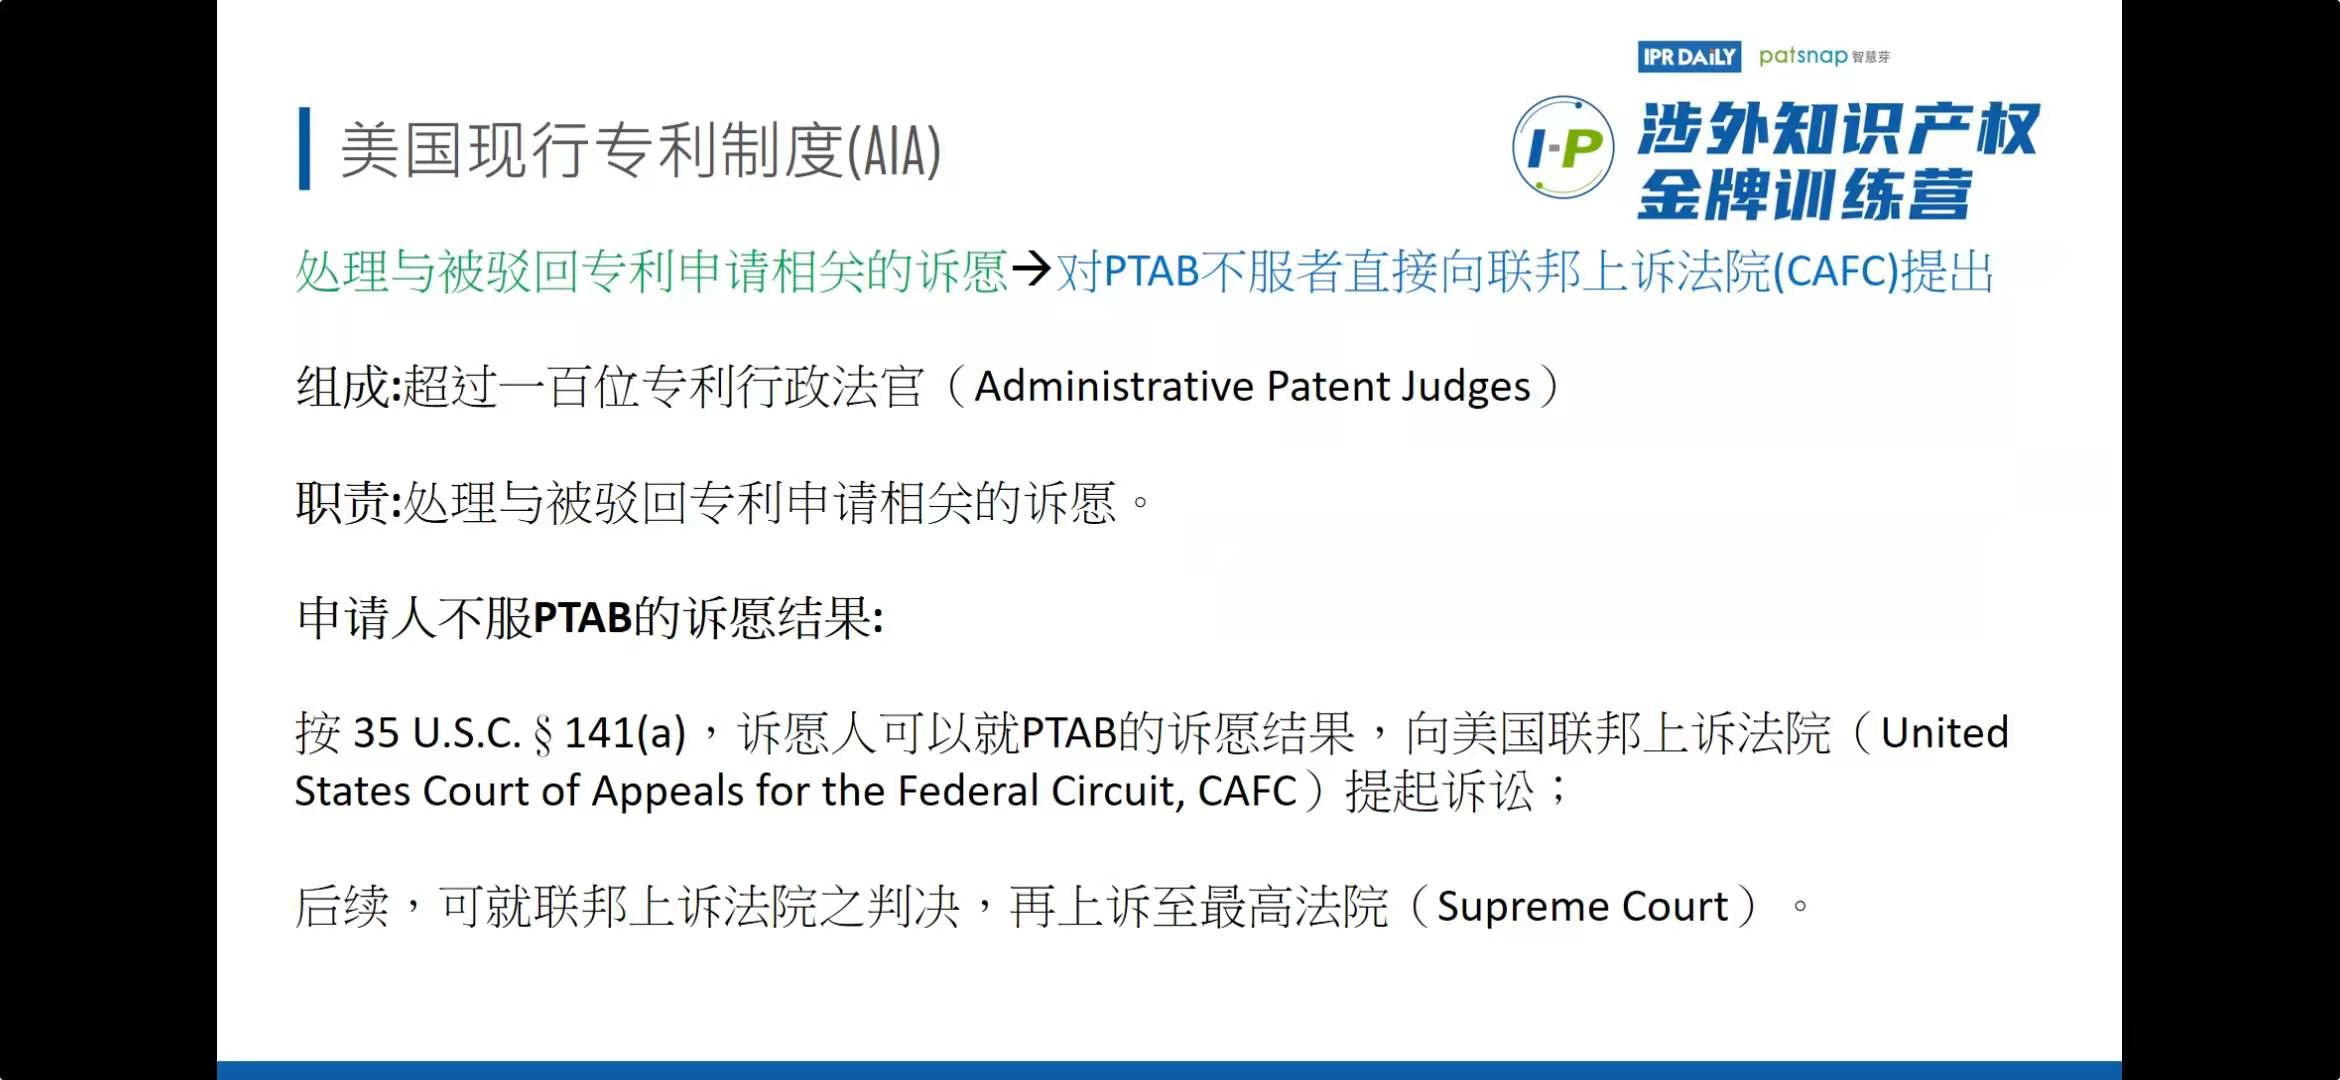 IPR DAiLY patsnap 智慧芽
I-P
涉外知识产权
金牌训练营
美国现行专利制度(AIA)
处理与被驳回专利申请相关的诉愿→对PTAB不服者直接向联邦上诉法院(CAFC)提出
组成:超过一百位专利行政法官（Administrative Patent Judges）
职责:处理与被驳回专利申请相关的诉愿。
申请人不服PTAB的诉愿结果:
按 35 U.S.C. § 141(a)，诉愿人可以就PTAB的诉愿结果，向美国联邦上诉法院（United
States Court of Appeals for the Federal Circuit, CAFC）提起诉讼；
后续，可就联邦上诉法院之判决，再上诉至最高法院（Supreme Court）。